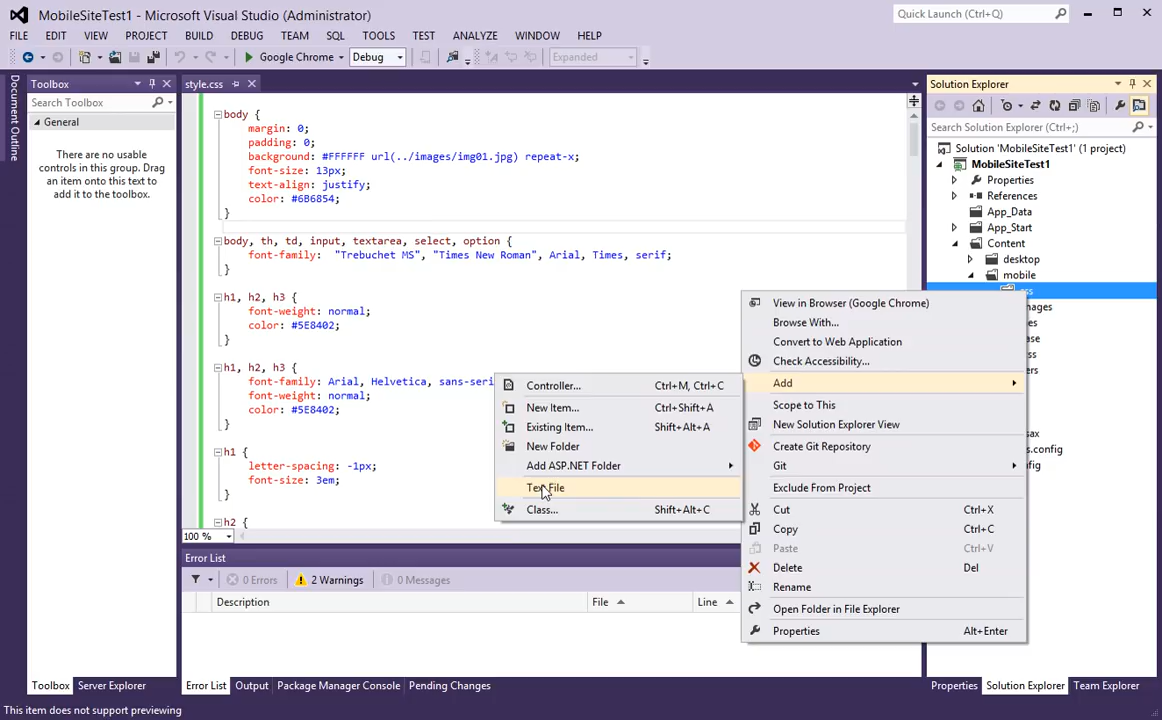 MobileSiteTest1 - Microsoft Visual Studio (Administrator)
Quick Launch (Ctrl+Q)
FILE EDIT VIEW PROJECT BUILD DEBUG TEAM SQL TOOLS TEST ANALYZE WINDOW HELP
Google Chrome Debug Expanded
Document Outline
Toolbox
Search Toolbox
General
There are no usable
controls in this group. Drag
an item onto this text to
add it to the toolbox.
style.css
body {
margin: 0;
padding: 0;
background: #FFFFFF url(../images/img01.jpg) repeat-x;
font-size: 13px;
text-align: justify;
color: #6B6854;
}
body, th, td, input, textarea, select, option {
font-family: "Trebuchet MS", "Times New Roman", Arial, Times, serif;
}
h1, h2, h3 {
font-weight: normal;
color: #5E8402;
}
h1, h2, h3 {
font-family: Arial, Helvetica, sans-seri
font-weight: normal;
color: #5E8402;
}
h1 {
letter-spacing: -1px;
font-size: 3em;
}
h2 {
100 %
Controller... Ctrl+M, Ctrl+C
New Item... Ctrl+Shift+A
Existing Item... Shift+Alt+A
New Folder
Add ASP.NET Folder
Text File
Class... Shift+Alt+C
View in Browser (Google Chrome)
Browse With...
Convert to Web Application
Check Accessibility...
Add
Scope to This
New Solution Explorer View
Create Git Repository
Git
Exclude From Project
Cut Ctrl+X
Copy Ctrl+C
Paste Ctrl+V
Delete Del
Rename
Open Folder in File Explorer
Properties Alt+Enter
Solution Explorer
Search Solution Explorer (Ctrl+;)
Solution 'MobileSiteTest1' (1 project)
MobileSiteTest1
Properties
References
App_Data
App_Start
Content
desktop
mobile
css
Error List
0 Errors 2 Warnings 0 Messages
Description File Line
Toolbox Server Explorer
Error List Output Package Manager Console Pending Changes
Properties Solution Explorer Team Explorer
This item does not support previewing